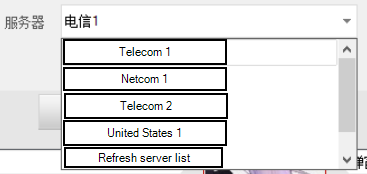 服务器
电信1
Telecom 1
Netcom 1
Telecom 2
United States 1
Refresh server list